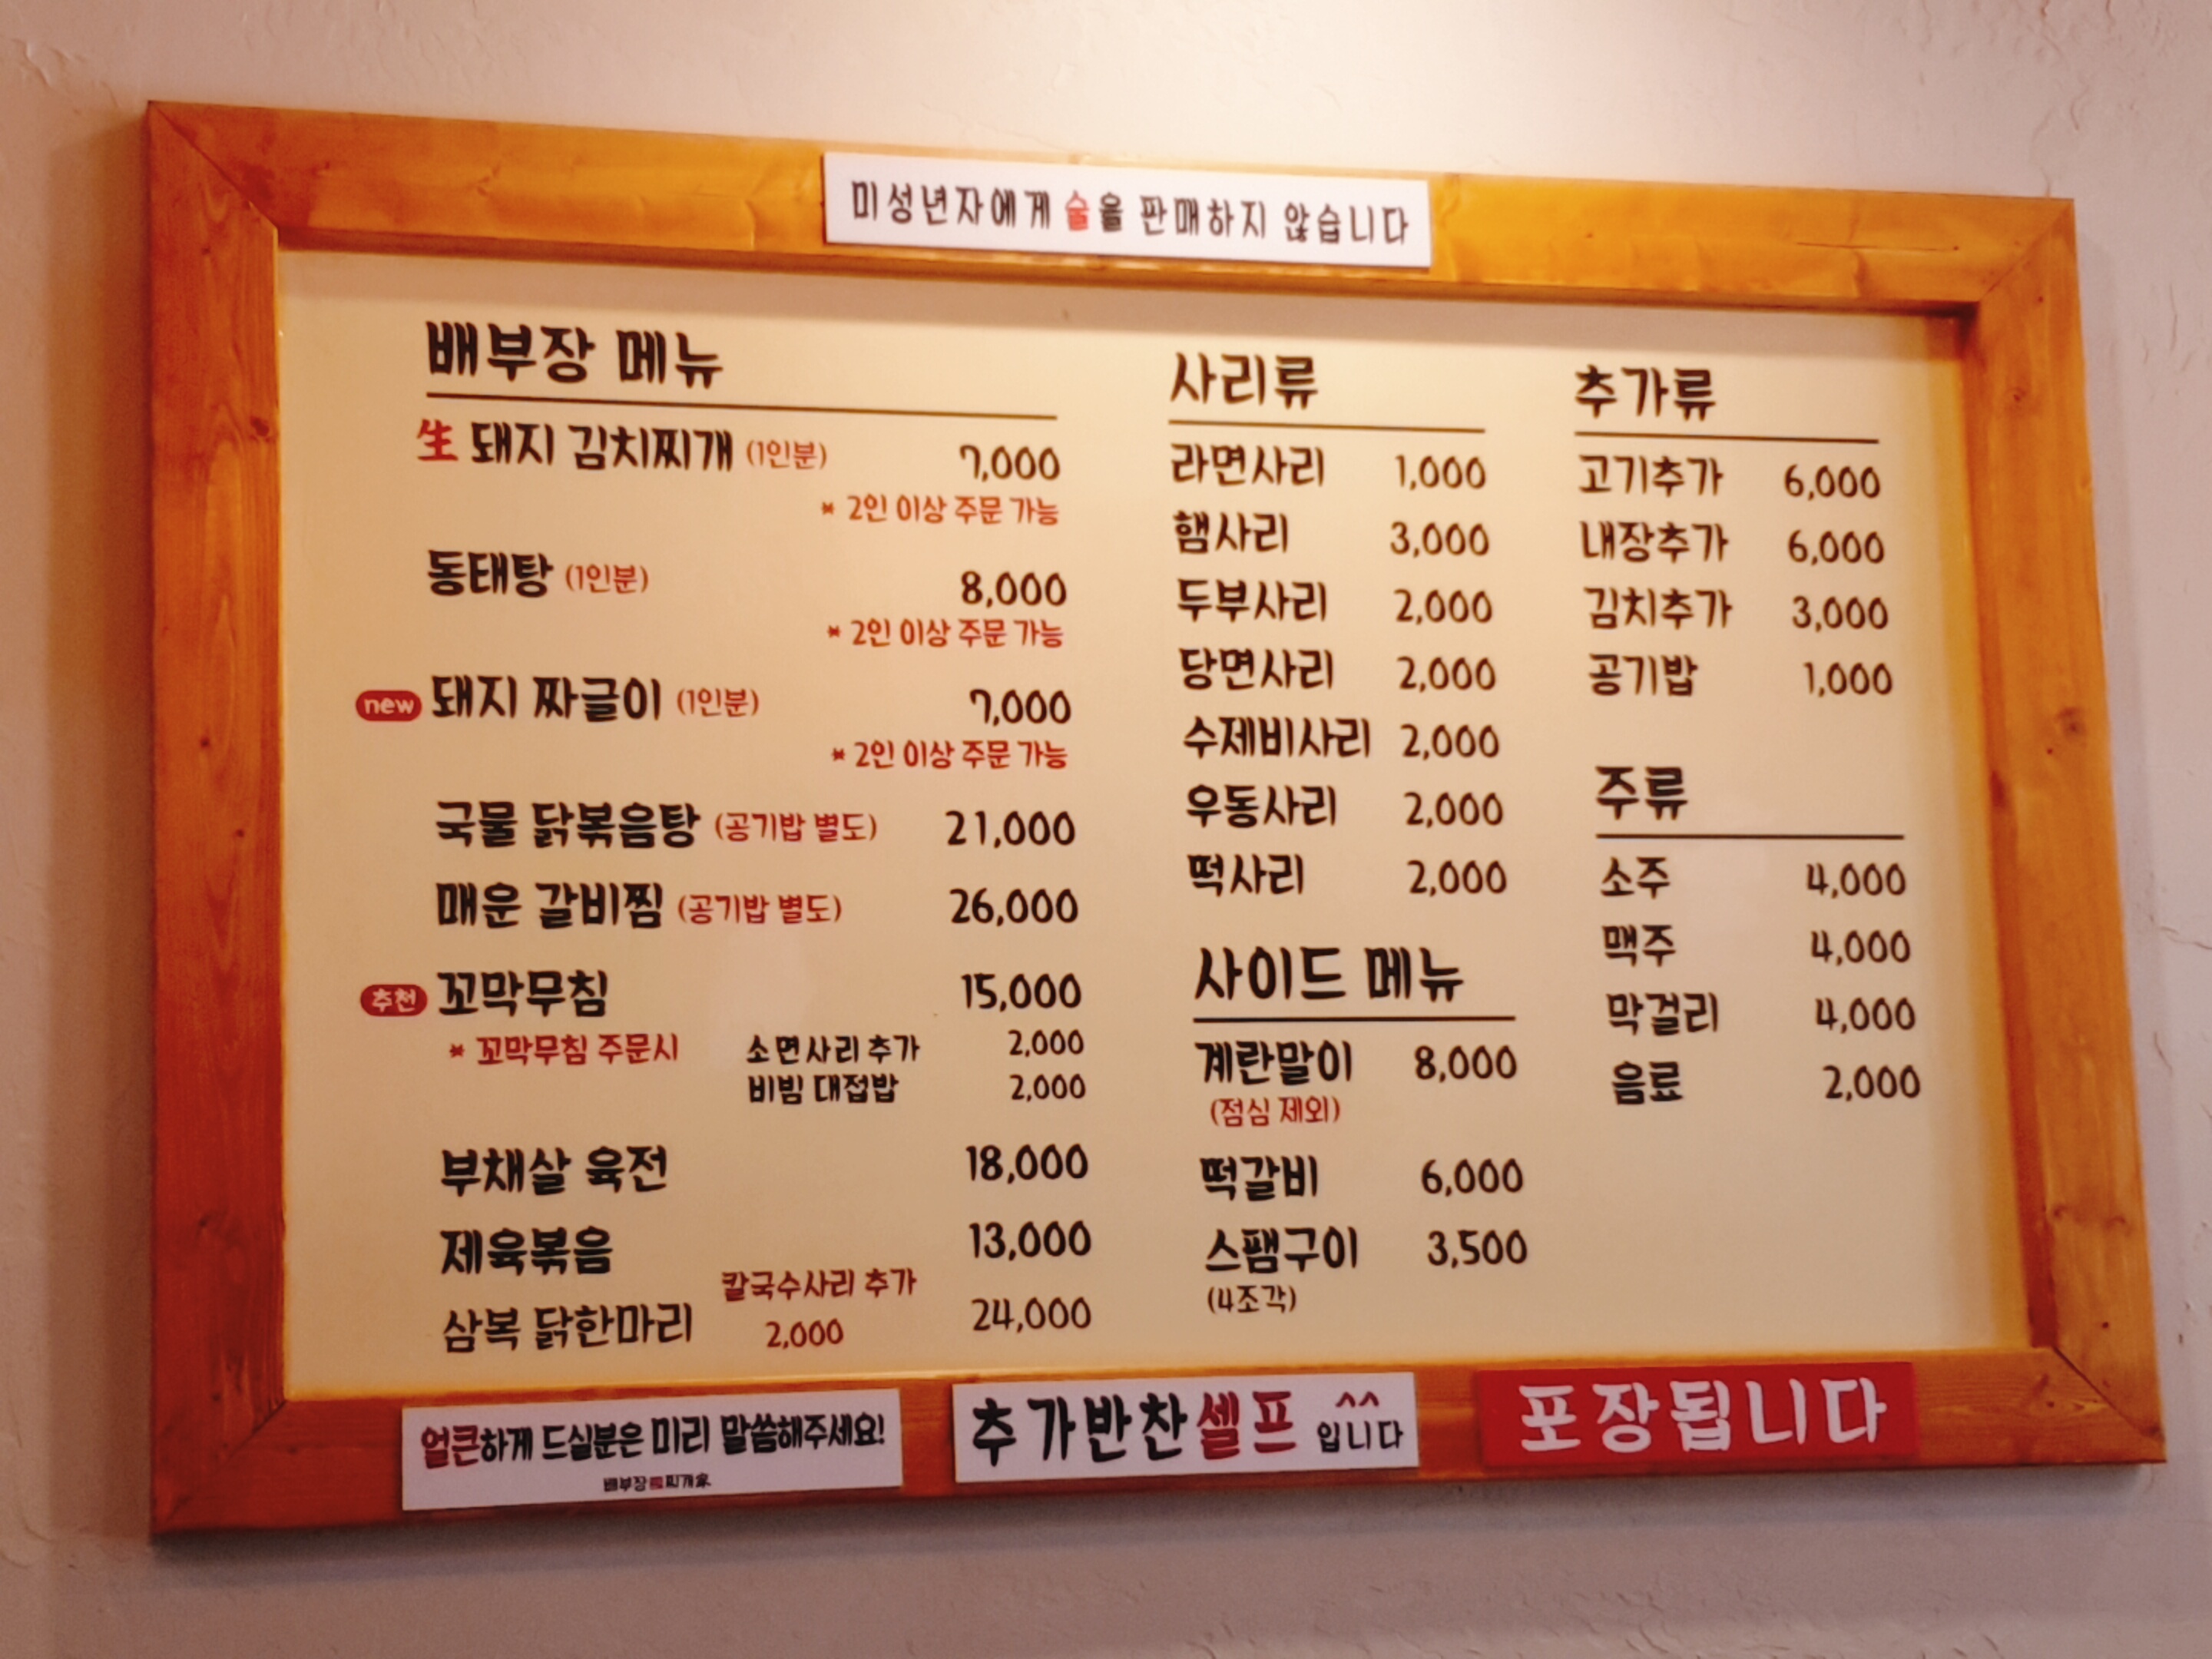 미성년자에게 술을 판매하지 않습니다
배부장 메뉴
生 돼지 김치찌개 (1인분) 7,000
* 2인 이상 주문 가능
동태탕 (1인분) 8,000
* 2인 이상 주문 가능
new 돼지 짜글이 (1인분) 7,000
* 2인 이상 주문 가능
국물 닭볶음탕 (공기밥 별도) 21,000
매운 갈비찜 (공기밥 별도) 26,000
추천 꼬막무침 15,000
* 꼬막무침 주문시 소면사리 추가 2,000
비빔 대접밥 2,000
부채살 육전 18,000
제육볶음 13,000
칼국수사리 추가
삼복 닭한마리 2,000 24,000
사리류
라면사리 1,000
햄사리 3,000
두부사리 2,000
당면사리 2,000
수제비사리 2,000
우동사리 2,000
떡사리 2,000
사이드 메뉴
계란말이 8,000
(점심 제외)
떡갈비 6,000
스팸구이 3,500
(4조각)
추가류
고기추가 6,000
내장추가 6,000
김치추가 3,000
공기밥 1,000
주류
소주 4,000
맥주 4,000
막걸리 4,000
음료 2,000
얼큰하게 드실분은 미리 말씀해주세요!
배부장 찌개家
추가반찬셀프 ^^ 입니다
포장됩니다